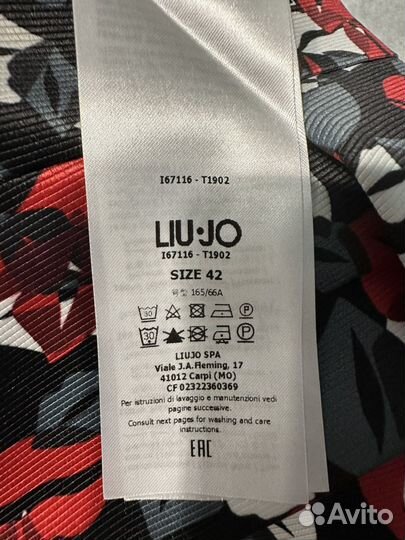 I67116 - T1902
LIU·JO
I67116 - T1902
SIZE 42
165/66A
30 P
30 P
LIUJO SPA
Viale J.A.Fleming, 17
41012 Carpi (MO)
CF 02322360369
Per istruzioni di lavaggio e manutenzioni vedi
pagine successive.
Consult next pages for washing and care
instructions.
EAC
Avito